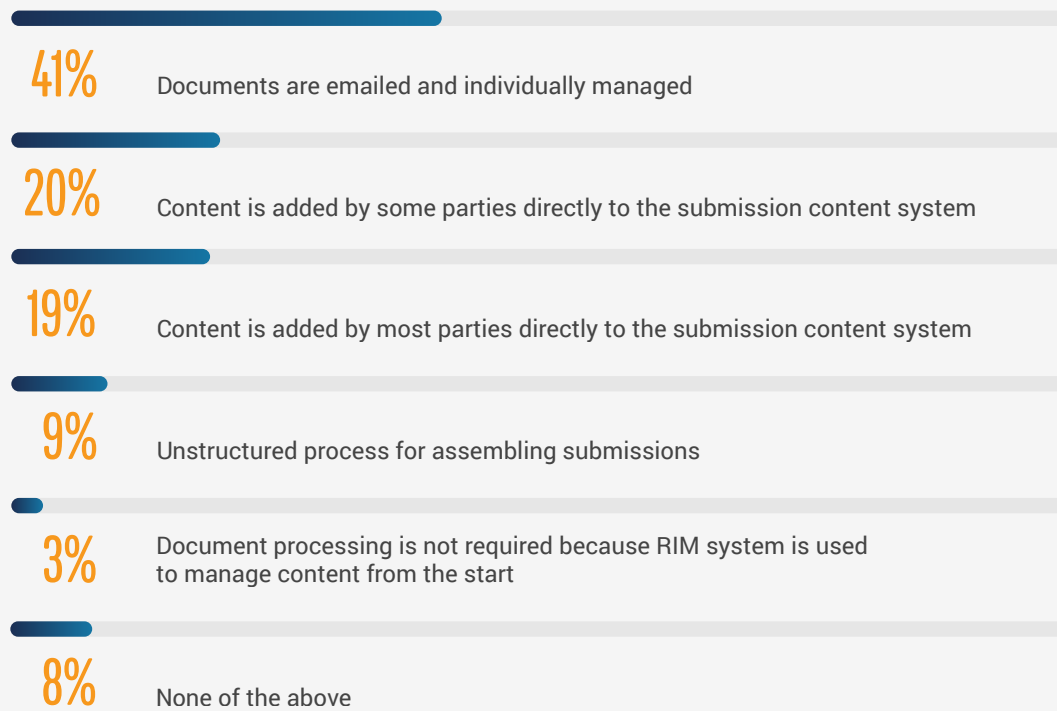 41% Documents are emailed and individually managed
20% Content is added by some parties directly to the submission content system
19% Content is added by most parties directly to the submission content system
9% Unstructured process for assembling submissions
3% Document processing is not required because RIM system is used
to manage content from the start
8% None of the above